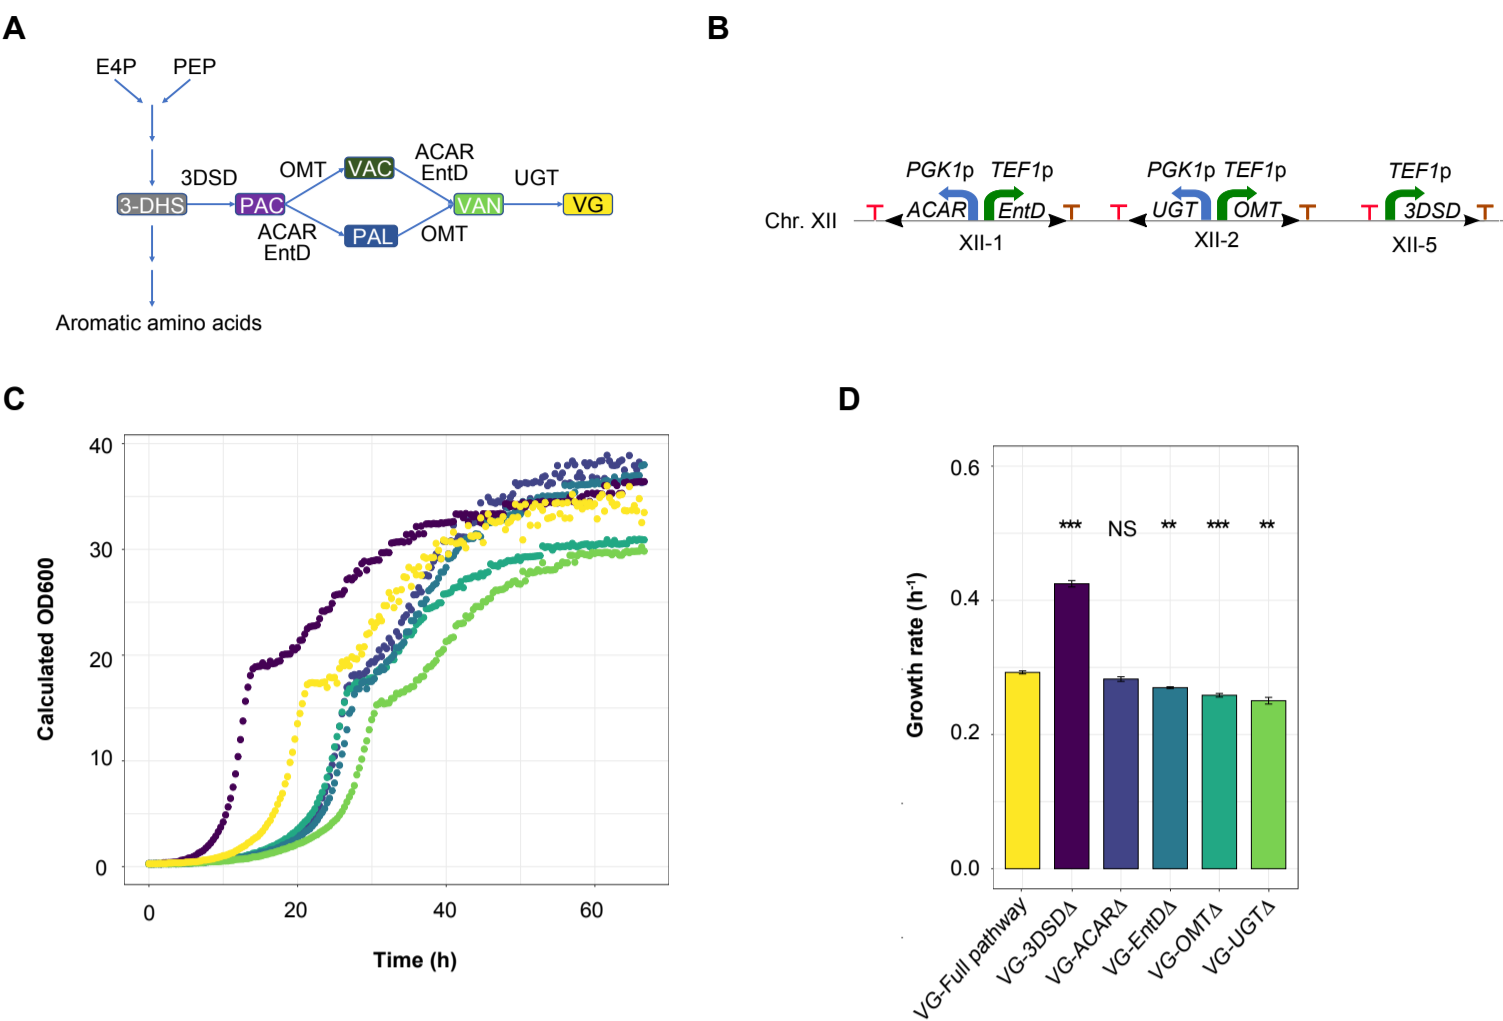 A
E4P PEP
3DSD OMT VAC ACAR
EntD UGT
3-DHS PAC VAN VG
ACAR
EntD PAL OMT
Aromatic amino acids
B
PGK1p TEF1p PGK1p TEF1p TEF1p
Chr. XII ACAR EntD UGT OMT 3DSD
XII-1 XII-2 XII-5
C
Calculated OD600
40
30
20
10
0
0 20 40 60
Time (h)
D
Growth rate (h-1)
0.6
0.4
0.2
0.0
*** NS ** *** **
VG-Full pathway
VG-3DSDΔ
VG-ACARΔ
VG-EntDΔ
VG-OMTΔ
VG-UGTΔ